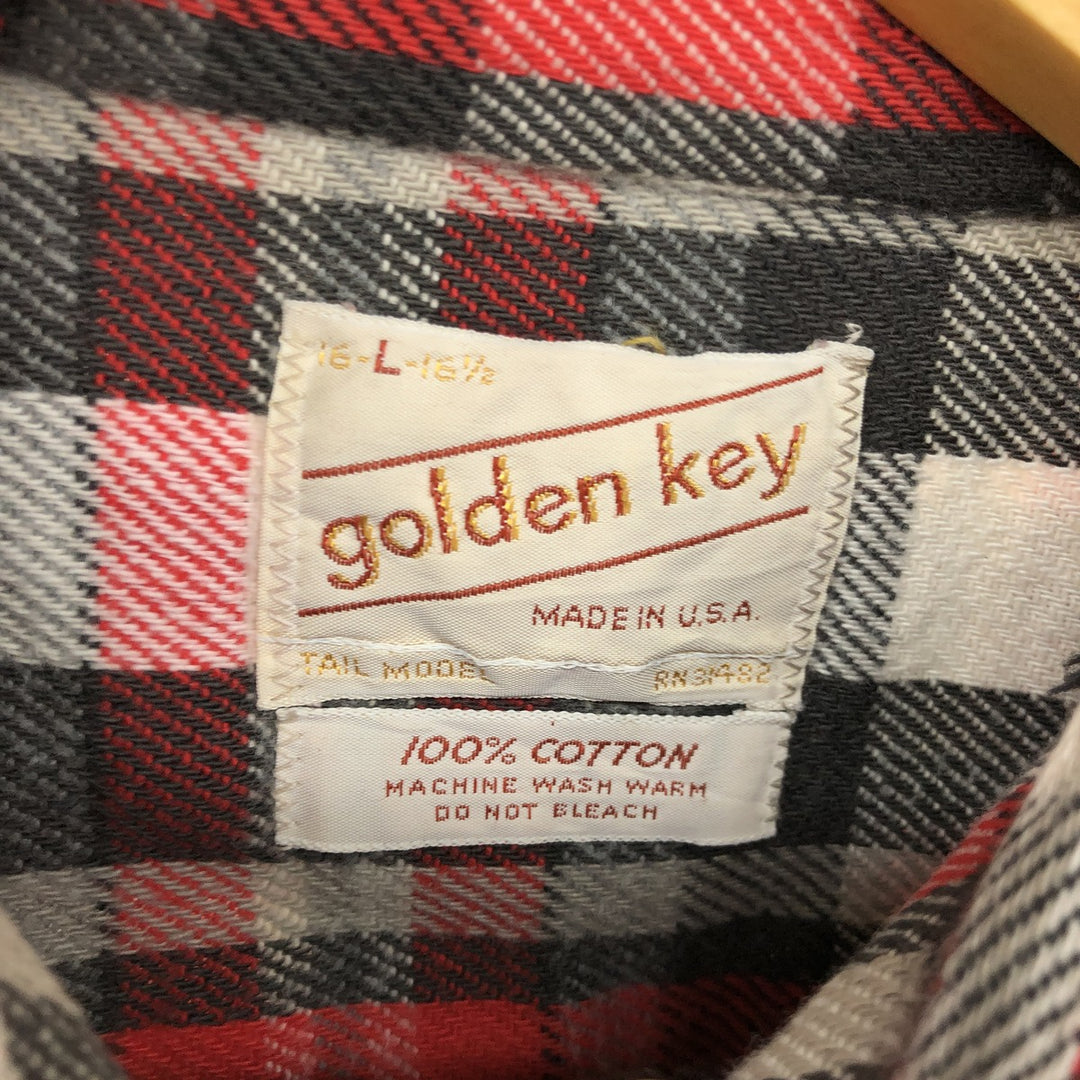 16-L-16½
golden key
MADE IN U.S.A.
TAIL MODEL RN 31482
100% COTTON
MACHINE WASH WARM
DO NOT BLEACH